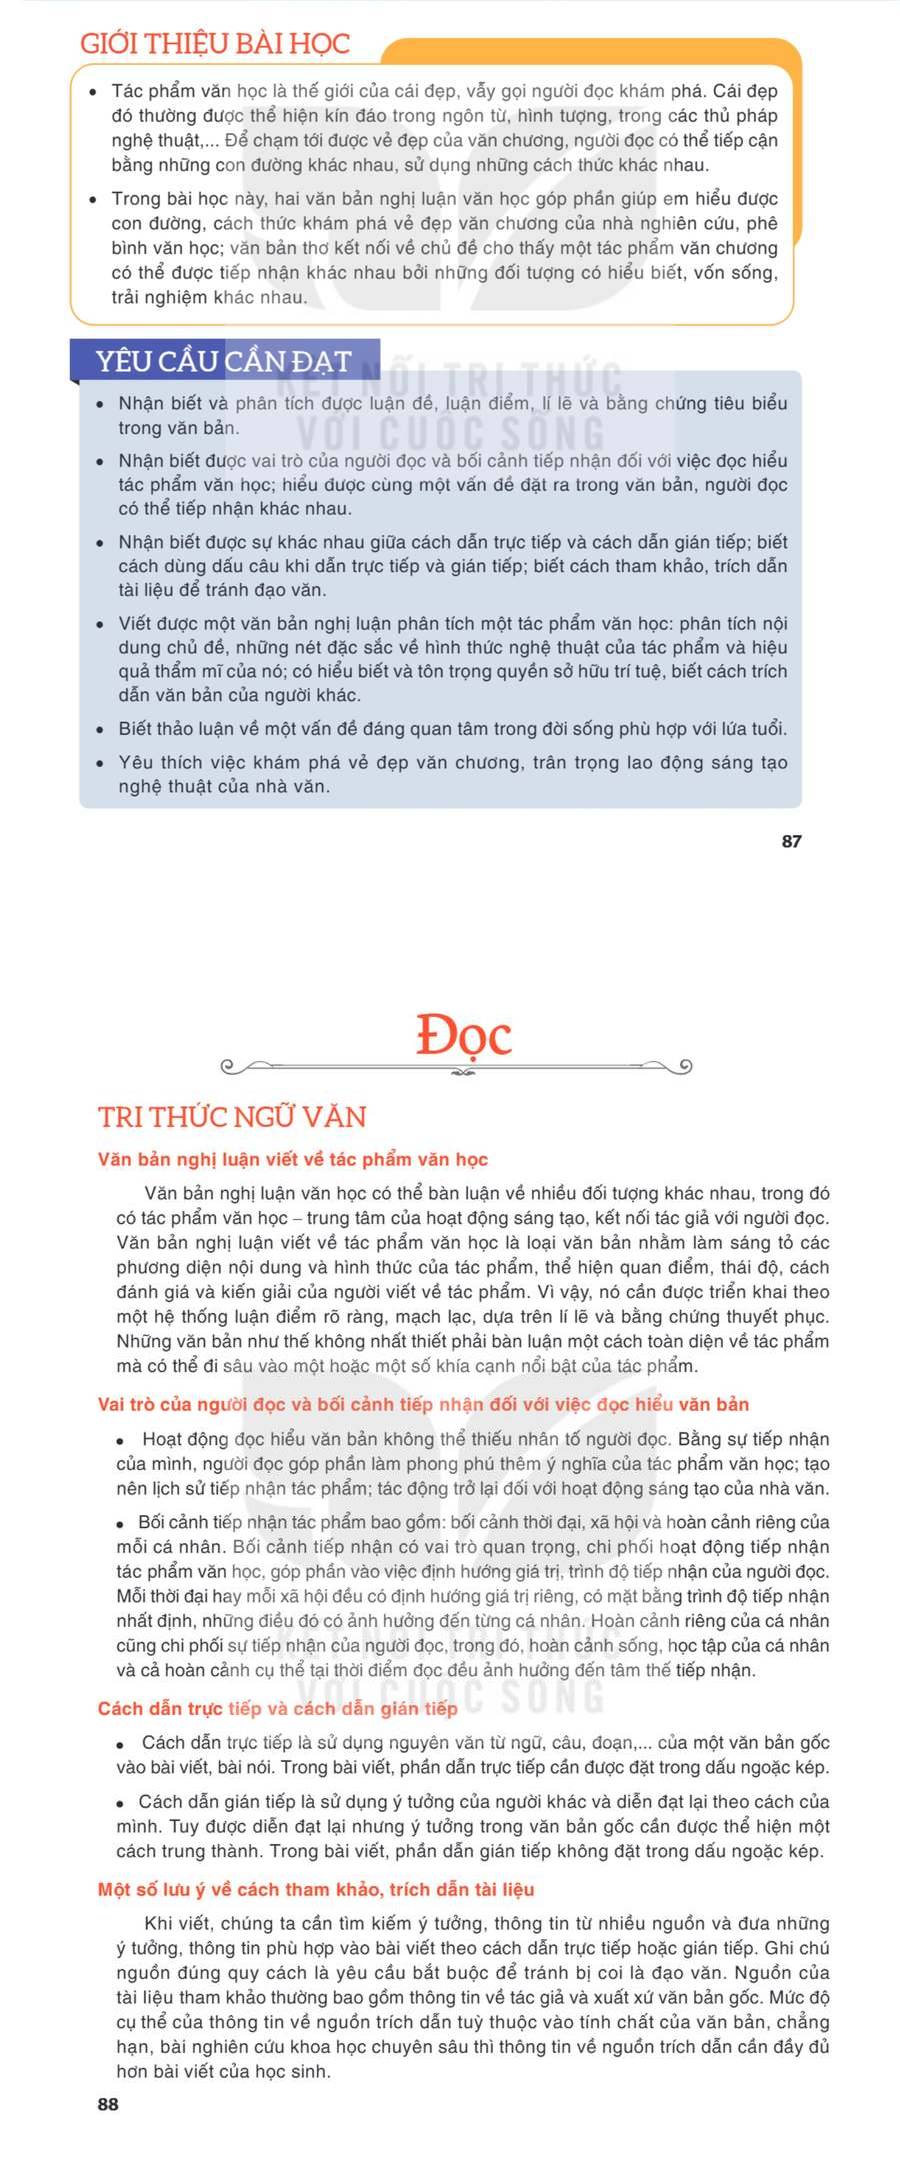 GIỚI THIỆU BÀI HỌC
• Tác phẩm văn học là thế giới của cái đẹp, vẫy gọi người đọc khám phá. Cái đẹp
đó thường được thể hiện kín đáo trong ngôn từ, hình tượng, trong các thủ pháp
nghệ thuật,... Để chạm tới được vẻ đẹp của văn chương, người đọc có thể tiếp cận
bằng những con đường khác nhau, sử dụng những cách thức khác nhau.
• Trong bài học này, hai văn bản nghị luận văn học góp phần giúp em hiểu được
con đường, cách thức khám phá vẻ đẹp văn chương của nhà nghiên cứu, phê
bình văn học; văn bản thơ kết nối về chủ đề cho thấy một tác phẩm văn chương
có thể được tiếp nhận khác nhau bởi những đối tượng có hiểu biết, vốn sống,
trải nghiệm khác nhau.
YÊU CẦU CẦN ĐẠT
KẾT NỐI TRI THỨC
VỚI CUỘC SỐNG
• Nhận biết và phân tích được luận đề, luận điểm, lí lẽ và bằng chứng tiêu biểu
trong văn bản.
• Nhận biết được vai trò của người đọc và bối cảnh tiếp nhận đối với việc đọc hiểu
tác phẩm văn học; hiểu được cùng một vấn đề đặt ra trong văn bản, người đọc
có thể tiếp nhận khác nhau.
• Nhận biết được sự khác nhau giữa cách dẫn trực tiếp và cách dẫn gián tiếp; biết
cách dùng dấu câu khi dẫn trực tiếp và gián tiếp; biết cách tham khảo, trích dẫn
tài liệu để tránh đạo văn.
• Viết được một văn bản nghị luận phân tích một tác phẩm văn học: phân tích nội
dung chủ đề, những nét đặc sắc về hình thức nghệ thuật của tác phẩm và hiệu
quả thẩm mĩ của nó; có hiểu biết và tôn trọng quyền sở hữu trí tuệ, biết cách trích
dẫn văn bản của người khác.
• Biết thảo luận về một vấn đề đáng quan tâm trong đời sống phù hợp với lứa tuổi.
• Yêu thích việc khám phá vẻ đẹp văn chương, trân trọng lao động sáng tạo
nghệ thuật của nhà văn.
87
Đọc
TRI THỨC NGỮ VĂN
Văn bản nghị luận viết về tác phẩm văn học
Văn bản nghị luận văn học có thể bàn luận về nhiều đối tượng khác nhau, trong đó
có tác phẩm văn học – trung tâm của hoạt động sáng tạo, kết nối tác giả với người đọc.
Văn bản nghị luận viết về tác phẩm văn học là loại văn bản nhằm làm sáng tỏ các
phương diện nội dung và hình thức của tác phẩm, thể hiện quan điểm, thái độ, cách
đánh giá và kiến giải của người viết về tác phẩm. Vì vậy, nó cần được triển khai theo
một hệ thống luận điểm rõ ràng, mạch lạc, dựa trên lí lẽ và bằng chứng thuyết phục.
Những văn bản như thế không nhất thiết phải bàn luận một cách toàn diện về tác phẩm
mà có thể đi sâu vào một hoặc một số khía cạnh nổi bật của tác phẩm.
Vai trò của người đọc và bối cảnh tiếp nhận đối với việc đọc hiểu văn bản
• Hoạt động đọc hiểu văn bản không thể thiếu nhân tố người đọc. Bằng sự tiếp nhận
của mình, người đọc góp phần làm phong phú thêm ý nghĩa của tác phẩm văn học; tạo
nên lịch sử tiếp nhận tác phẩm; tác động trở lại đối với hoạt động sáng tạo của nhà văn.
• Bối cảnh tiếp nhận tác phẩm bao gồm: bối cảnh thời đại, xã hội và hoàn cảnh riêng của
mỗi cá nhân. Bối cảnh tiếp nhận có vai trò quan trọng, chi phối hoạt động tiếp nhận
tác phẩm văn học, góp phần vào việc định hướng giá trị, trình độ tiếp nhận của người đọc.
Mỗi thời đại hay mỗi xã hội đều có định hướng giá trị riêng, có mặt bằng trình độ tiếp nhận
nhất định, những điều đó có ảnh hưởng đến từng cá nhân. Hoàn cảnh riêng của cá nhân
cũng chi phối sự tiếp nhận của người đọc, trong đó, hoàn cảnh sống, học tập của cá nhân
và cả hoàn cảnh cụ thể tại thời điểm đọc đều ảnh hưởng đến tâm thế tiếp nhận.
KẾT NỐI TRI THỨC
VỚI CUỘC SỐNG
Cách dẫn trực tiếp và cách dẫn gián tiếp
• Cách dẫn trực tiếp là sử dụng nguyên văn từ ngữ, câu, đoạn,... của một văn bản gốc
vào bài viết, bài nói. Trong bài viết, phần dẫn trực tiếp cần được đặt trong dấu ngoặc kép.
• Cách dẫn gián tiếp là sử dụng ý tưởng của người khác và diễn đạt lại theo cách của
mình. Tuy được diễn đạt lại nhưng ý tưởng trong văn bản gốc cần được thể hiện một
cách trung thành. Trong bài viết, phần dẫn gián tiếp không đặt trong dấu ngoặc kép.
Một số lưu ý về cách tham khảo, trích dẫn tài liệu
Khi viết, chúng ta cần tìm kiếm ý tưởng, thông tin từ nhiều nguồn và đưa những
ý tưởng, thông tin phù hợp vào bài viết theo cách dẫn trực tiếp hoặc gián tiếp. Ghi chú
nguồn đúng quy cách là yêu cầu bắt buộc để tránh bị coi là đạo văn. Nguồn của
tài liệu tham khảo thường bao gồm thông tin về tác giả và xuất xứ văn bản gốc. Mức độ
cụ thể của thông tin về nguồn trích dẫn tuỳ thuộc vào tính chất của văn bản, chẳng
hạn, bài nghiên cứu khoa học chuyên sâu thì thông tin về nguồn trích dẫn cần đầy đủ
hơn bài viết của học sinh.
88